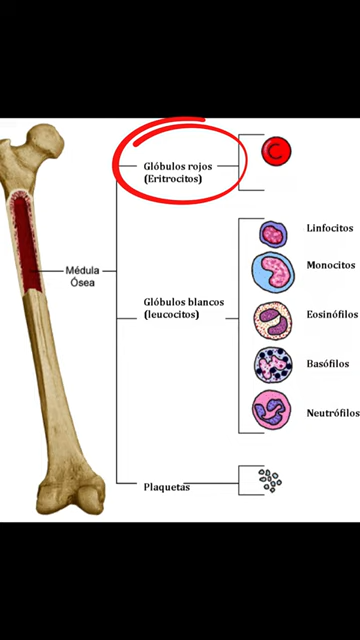 Glóbulos rojos
(Eritrocitos)
Linfocitos
Monocitos
Médula
Ósea
Glóbulos blancos
(leucocitos)
Eosinófilos
Basófilos
Neutrófilos
Plaquetas